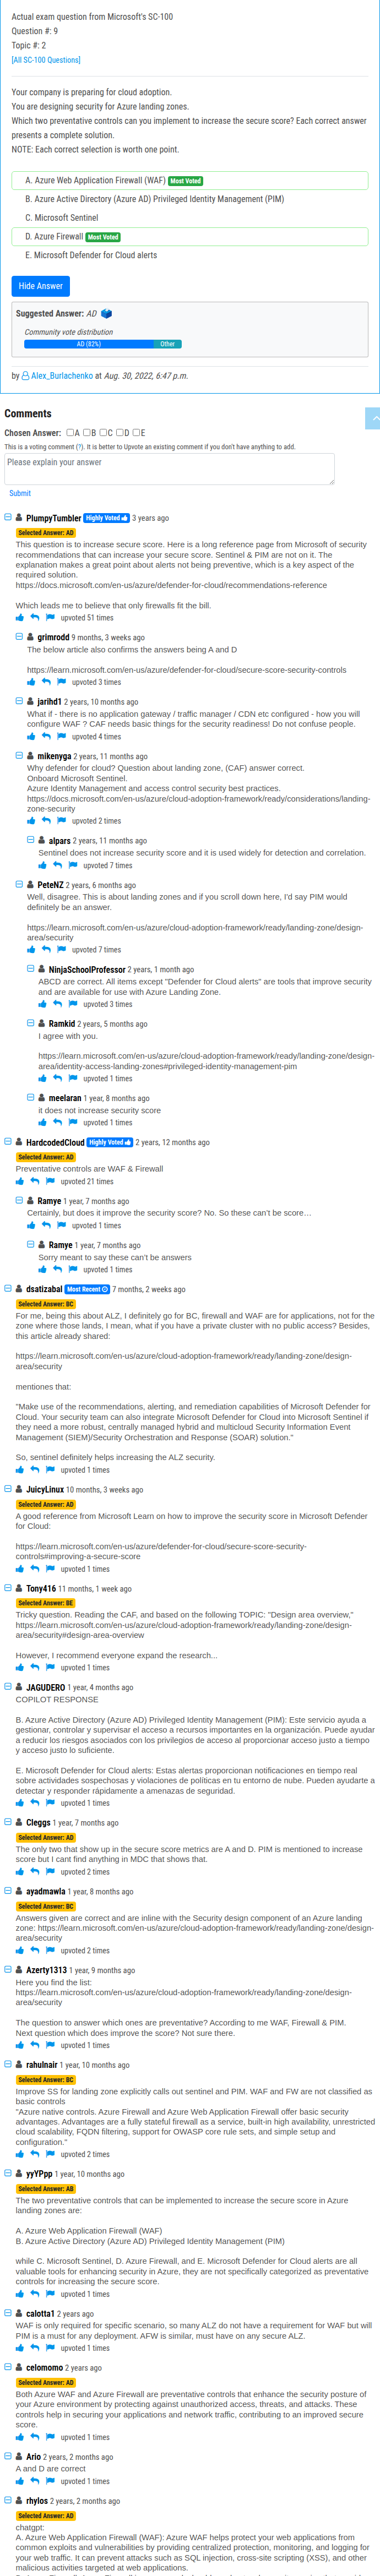 Actual exam question from Microsoft's SC-100
Question #: 9
Topic #: 2
[All SC-100 Questions]
Your company is preparing for cloud adoption.
You are designing security for Azure landing zones.
Which two preventative controls can you implement to increase the secure score? Each correct answer
presents a complete solution.
NOTE: Each correct selection is worth one point.
A. Azure Web Application Firewall (WAF) Most Voted
B. Azure Active Directory (Azure AD) Privileged Identity Management (PIM)
C. Microsoft Sentinel
D. Azure Firewall Most Voted
E. Microsoft Defender for Cloud alerts
Hide Answer
Suggested Answer: AD
Community vote distribution
AD (82%) Other
by Alex_Burlachenko at Aug. 30, 2022, 6:47 p.m.
Comments
Chosen Answer: A B C D E
This is a voting comment (?). It is better to Upvote an existing comment if you don't have anything to add.
Please explain your answer
Submit
PlumpyTumbler Highly Voted 3 years ago
Selected Answer: AD
This question is to increase secure score. Here is a long reference page from Microsoft of security
recommendations that can increase your secure score. Sentinel & PIM are not on it. The
explanation makes a great point about alerts not being preventive, which is a key aspect of the
required solution.
https://docs.microsoft.com/en-us/azure/defender-for-cloud/recommendations-reference
Which leads me to believe that only firewalls fit the bill.
upvoted 51 times
grimrodd 9 months, 3 weeks ago
The below article also confirms the answers being A and D
https://learn.microsoft.com/en-us/azure/defender-for-cloud/secure-score-security-controls
upvoted 3 times
jarihd1 2 years, 10 months ago
What if - there is no application gateway / traffic manager / CDN etc configured - how you will
configure WAF ? CAF needs basic things for the security readiness! Do not confuse people.
upvoted 4 times
mikenyga 2 years, 11 months ago
Why defender for cloud? Question about landing zone, (CAF) answer correct.
Onboard Microsoft Sentinel.
Azure Identity Management and access control security best practices.
https://docs.microsoft.com/en-us/azure/cloud-adoption-framework/ready/considerations/landing-
zone-security
upvoted 2 times
alpars 2 years, 11 months ago
Sentinel does not increase security score and it is used widely for detection and correlation.
upvoted 7 times
PeteNZ 2 years, 6 months ago
Well, disagree. This is about landing zones and if you scroll down here, I'd say PIM would
definitely be an answer.
https://learn.microsoft.com/en-us/azure/cloud-adoption-framework/ready/landing-zone/design-
area/security
upvoted 7 times
NinjaSchoolProfessor 2 years, 1 month ago
ABCD are correct. All items except "Defender for Cloud alerts" are tools that improve security
and are available for use with Azure Landing Zone.
upvoted 3 times
Ramkid 2 years, 5 months ago
I agree with you.
https://learn.microsoft.com/en-us/azure/cloud-adoption-framework/ready/landing-zone/design-
area/identity-access-landing-zones#privileged-identity-management-pim
upvoted 1 times
meelaran 1 year, 8 months ago
it does not increase security score
upvoted 1 times
HardcodedCloud Highly Voted 2 years, 12 months ago
Selected Answer: AD
Preventative controls are WAF & Firewall
upvoted 21 times
Ramye 1 year, 7 months ago
Certainly, but does it improve the security score? No. So these can't be score…
upvoted 1 times
Ramye 1 year, 7 months ago
Sorry meant to say these can't be answers
upvoted 1 times
dsatizabal Most Recent 7 months, 2 weeks ago
Selected Answer: BC
For me, being this about ALZ, I definitely go for BC, firewall and WAF are for applications, not for the
zone where those lands, I mean, what if you have a private cluster with no public access? Besides,
this article already shared:
https://learn.microsoft.com/en-us/azure/cloud-adoption-framework/ready/landing-zone/design-
area/security
mentiones that:
"Make use of the recommendations, alerting, and remediation capabilities of Microsoft Defender for
Cloud. Your security team can also integrate Microsoft Defender for Cloud into Microsoft Sentinel if
they need a more robust, centrally managed hybrid and multicloud Security Information Event
Management (SIEM)/Security Orchestration and Response (SOAR) solution."
So, sentinel definitely helps increasing the ALZ security.
upvoted 1 times
JuicyLinux 10 months, 3 weeks ago
Selected Answer: AD
A good reference from Microsoft Learn on how to improve the security score in Microsoft Defender
for Cloud:
https://learn.microsoft.com/en-us/azure/defender-for-cloud/secure-score-security-
controls#improving-a-secure-score
upvoted 1 times
Tony416 11 months, 1 week ago
Selected Answer: BE
Tricky question. Reading the CAF, and based on the following TOPIC: "Design area overview,"
https://learn.microsoft.com/en-us/azure/cloud-adoption-framework/ready/landing-zone/design-
area/security#design-area-overview
However, I recommend everyone expand the research...
upvoted 1 times
JAGUDERO 1 year, 4 months ago
COPILOT RESPONSE
B. Azure Active Directory (Azure AD) Privileged Identity Management (PIM): Este servicio ayuda a
gestionar, controlar y supervisar el acceso a recursos importantes en la organización. Puede ayudar
a reducir los riesgos asociados con los privilegios de acceso al proporcionar acceso justo a tiempo
y acceso justo lo suficiente.
E. Microsoft Defender for Cloud alerts: Estas alertas proporcionan notificaciones en tiempo real
sobre actividades sospechosas y violaciones de políticas en tu entorno de nube. Pueden ayudarte a
detectar y responder rápidamente a amenazas de seguridad.
upvoted 1 times
Cleggs 1 year, 7 months ago
Selected Answer: AD
The only two that show up in the secure score metrics are A and D. PIM is mentioned to increase
score but I cant find anything in MDC that shows that.
upvoted 2 times
ayadmawla 1 year, 8 months ago
Selected Answer: BC
Answers given are correct and are inline with the Security design component of an Azure landing
zone: https://learn.microsoft.com/en-us/azure/cloud-adoption-framework/ready/landing-zone/design-
area/security
upvoted 2 times
Azerty1313 1 year, 9 months ago
Here you find the list:
https://learn.microsoft.com/en-us/azure/cloud-adoption-framework/ready/landing-zone/design-
area/security
The question to answer which ones are preventative? According to me WAF, Firewall & PIM.
Next question which does improve the score? Not sure there.
upvoted 1 times
rahulnair 1 year, 10 months ago
Selected Answer: BC
Improve SS for landing zone explicitly calls out sentinel and PIM. WAF and FW are not classified as
basic controls
"Azure native controls. Azure Firewall and Azure Web Application Firewall offer basic security
advantages. Advantages are a fully stateful firewall as a service, built-in high availability, unrestricted
cloud scalability, FQDN filtering, support for OWASP core rule sets, and simple setup and
configuration."
upvoted 2 times
yyYPpp 1 year, 10 months ago
Selected Answer: AB
The two preventative controls that can be implemented to increase the secure score in Azure
landing zones are:
A. Azure Web Application Firewall (WAF)
B. Azure Active Directory (Azure AD) Privileged Identity Management (PIM)
while C. Microsoft Sentinel, D. Azure Firewall, and E. Microsoft Defender for Cloud alerts are all
valuable tools for enhancing security in Azure, they are not specifically categorized as preventative
controls for increasing the secure score.
upvoted 1 times
calotta1 2 years ago
WAF is only required for specific scenario, so many ALZ do not have a requirement for WAF but will
PIM is a must for any deployment. AFW is similar, must have on any secure ALZ.
upvoted 1 times
celomomo 2 years ago
Selected Answer: AD
Both Azure WAF and Azure Firewall are preventative controls that enhance the security posture of
your Azure environment by protecting against unauthorized access, threats, and attacks. These
controls help in securing your applications and network traffic, contributing to an improved secure
score.
upvoted 1 times
Ario 2 years, 2 months ago
A and D are correct
upvoted 1 times
rhylos 2 years, 2 months ago
Selected Answer: AD
chatgpt:
A. Azure Web Application Firewall (WAF): Azure WAF helps protect your web applications from
common exploits and vulnerabilities by providing centralized protection, monitoring, and logging for
your web traffic. It can prevent attacks such as SQL injection, cross-site scripting (XSS), and other
malicious activities targeted at web applications.